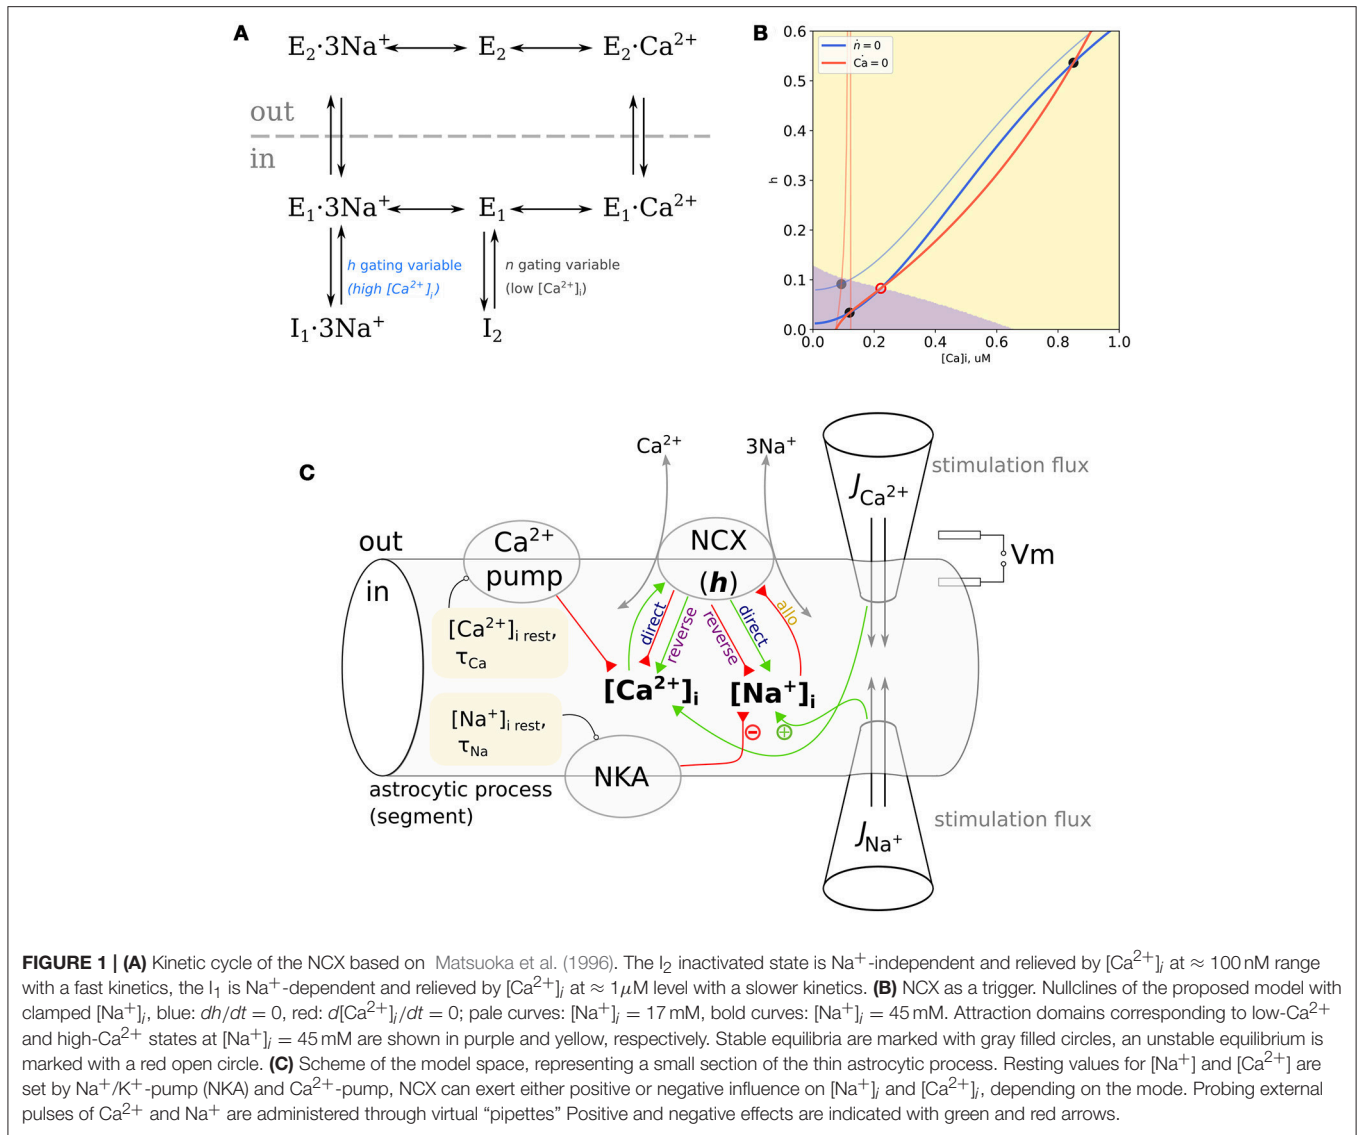 A
E₂·3Na⁺ E₂ E₂·Ca²⁺
out
in
E₁·3Na⁺ E₁ E₁·Ca²⁺
h gating variable
(high [Ca²⁺]ᵢ)
n gating variable
(low [Ca²⁺]ᵢ)
I₁·3Na⁺ I₂
B
ṅ = 0
Ċa = 0
0.6
0.5
0.4
0.3
0.2
0.1
0.0
h
0.0 0.2 0.4 0.6 0.8 1.0
[Ca]i, uM
C
Ca²⁺ 3Na⁺
stimulation flux
J Ca²⁺
out
in
Ca²⁺
pump
NCX
(h)
Vm
[Ca²⁺]i rest,
τCa
direct
reverse
reverse
direct
allo
[Ca²⁺]i [Na⁺]i
[Na⁺]i rest,
τNa
− +
NKA
astrocytic process
(segment)
stimulation flux
J Na⁺
FIGURE 1 | (A) Kinetic cycle of the NCX based on Matsuoka et al. (1996). The I₂ inactivated state is Na⁺-independent and relieved by [Ca²⁺]ᵢ at ≈ 100 nM range
with a fast kinetics, the I₁ is Na⁺-dependent and relieved by [Ca²⁺]ᵢ at ≈ 1μM level with a slower kinetics. (B) NCX as a trigger. Nullclines of the proposed model with
clamped [Na⁺]ᵢ, blue: dh/dt = 0, red: d[Ca²⁺]ᵢ/dt = 0; pale curves: [Na⁺]ᵢ = 17 mM, bold curves: [Na⁺]ᵢ = 45 mM. Attraction domains corresponding to low-Ca²⁺
and high-Ca²⁺ states at [Na⁺]ᵢ = 45 mM are shown in purple and yellow, respectively. Stable equilibria are marked with gray filled circles, an unstable equilibrium is
marked with a red open circle. (C) Scheme of the model space, representing a small section of the thin astrocytic process. Resting values for [Na⁺] and [Ca²⁺] are
set by Na⁺/K⁺-pump (NKA) and Ca²⁺-pump, NCX can exert either positive or negative influence on [Na⁺]ᵢ and [Ca²⁺]ᵢ, depending on the mode. Probing external
pulses of Ca²⁺ and Na⁺ are administered through virtual “pipettes” Positive and negative effects are indicated with green and red arrows.